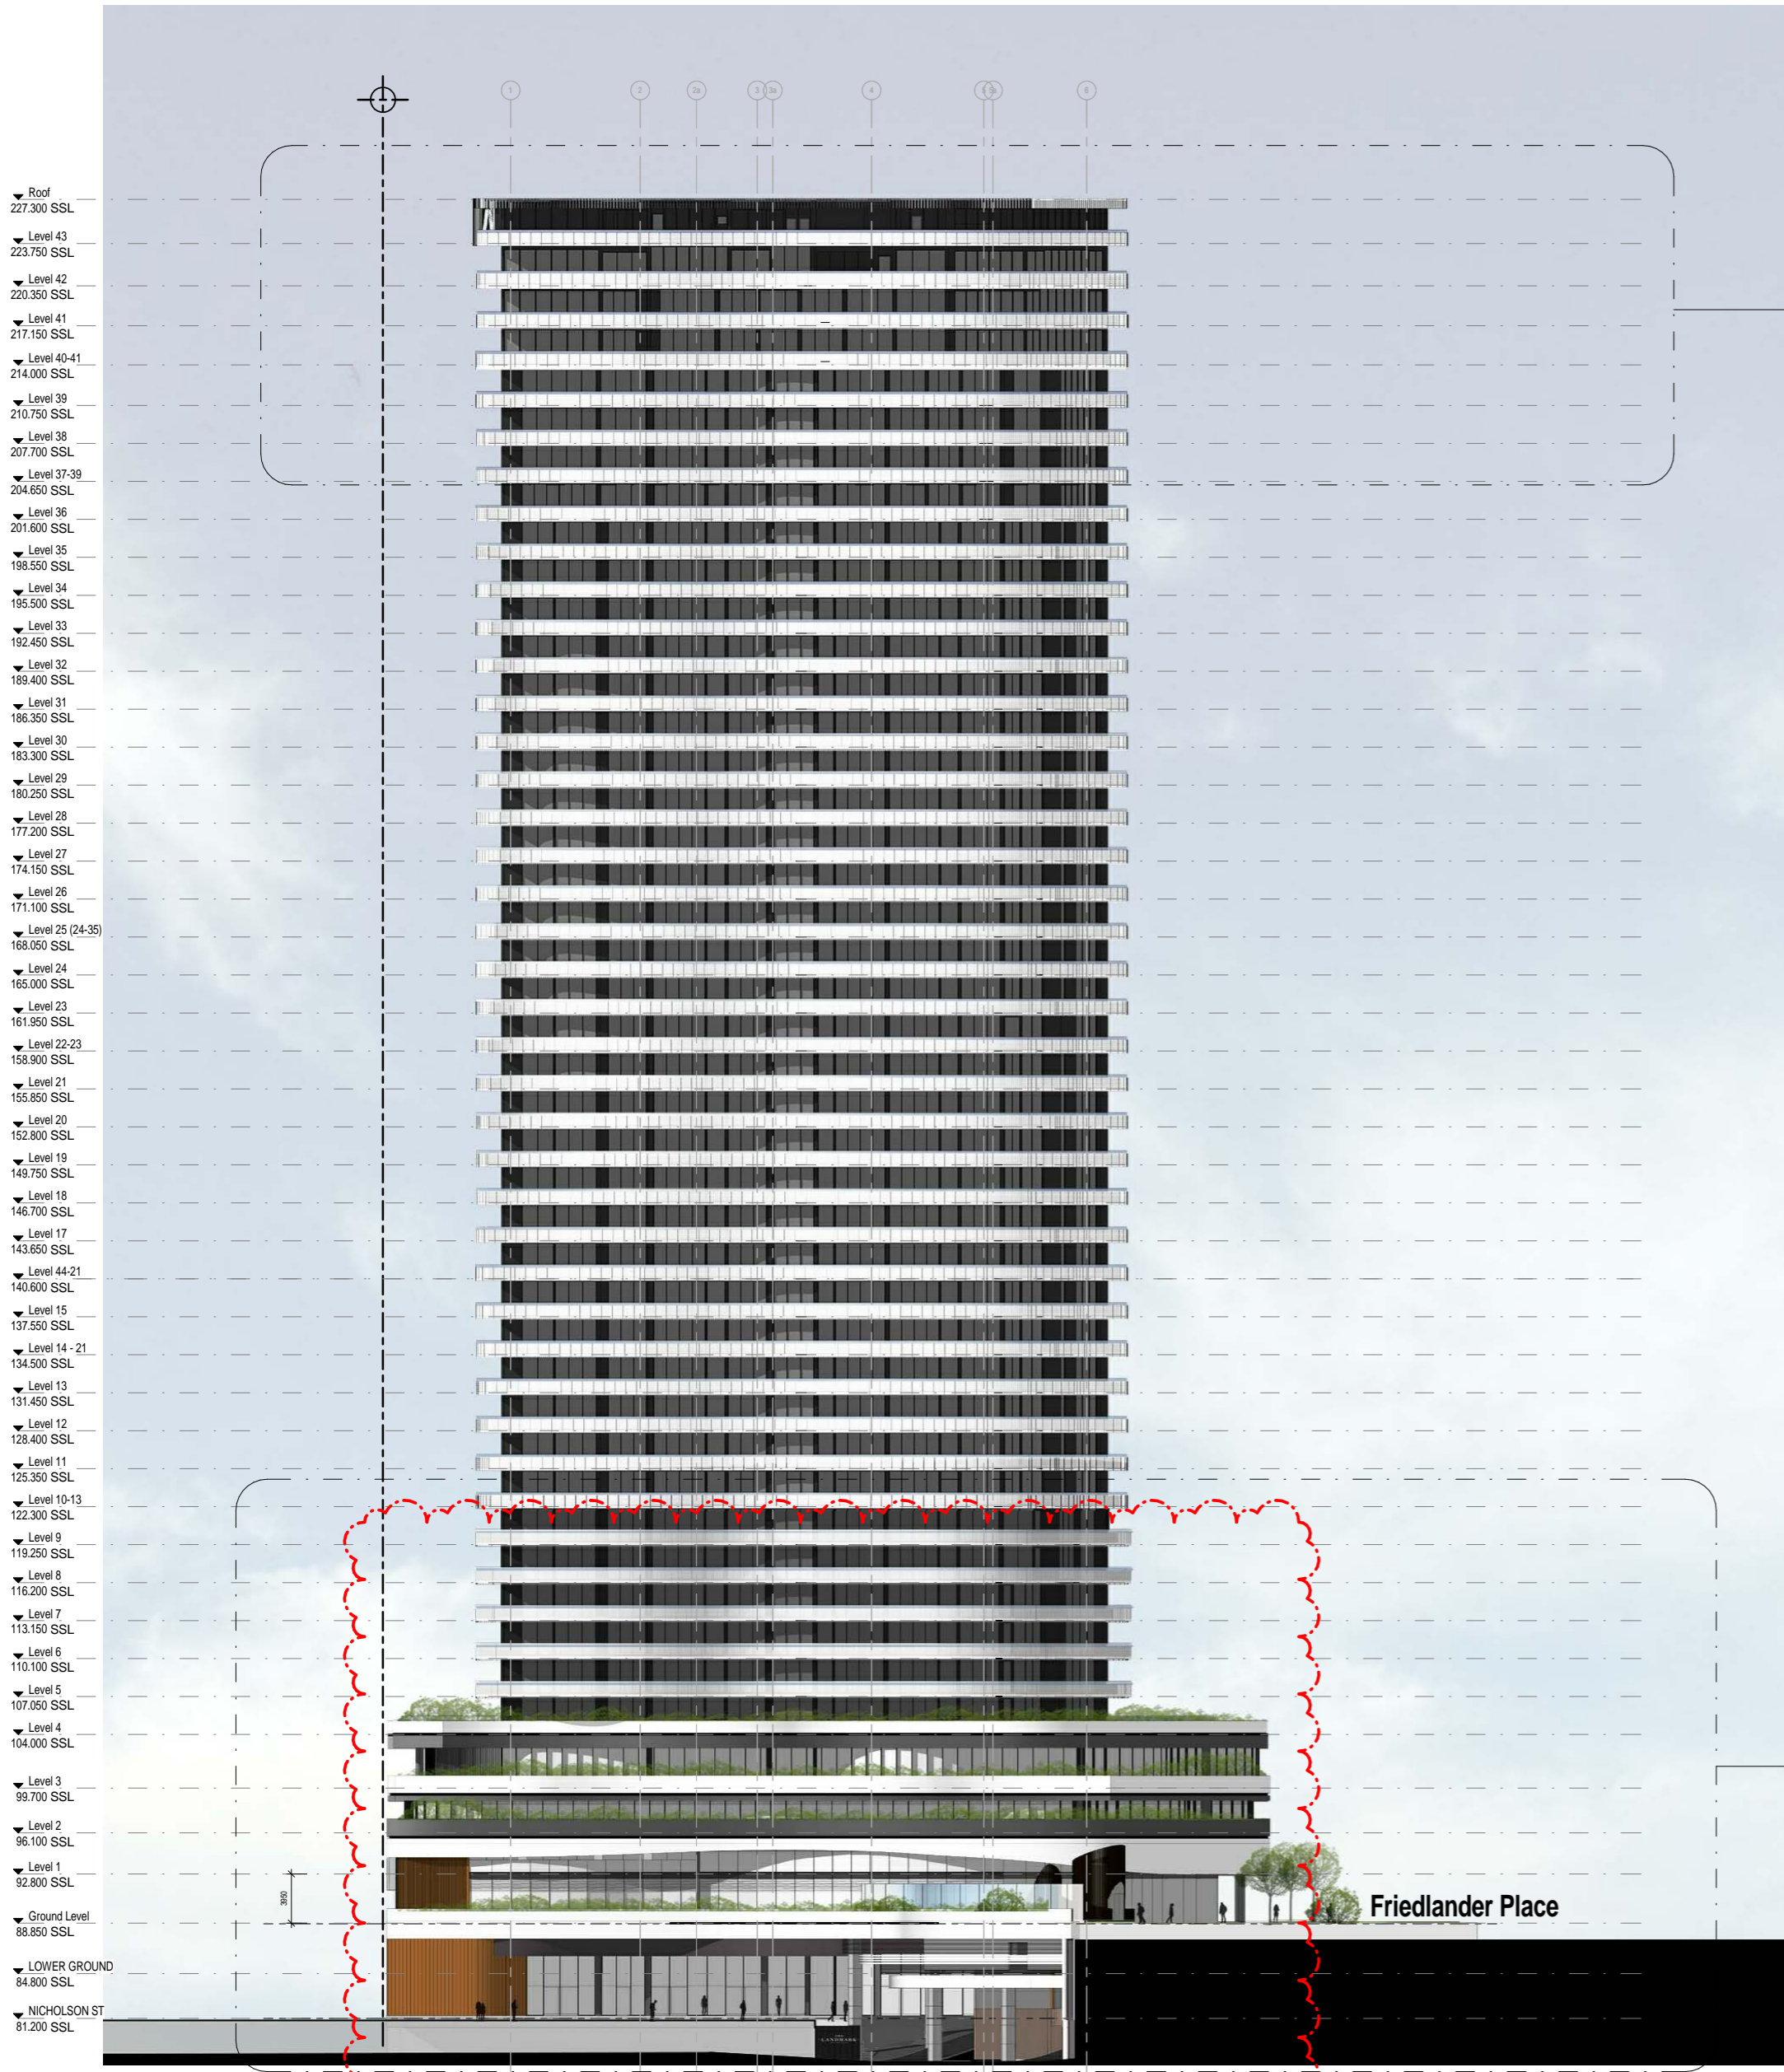 1 2 2a 3 3a 4 5 5a 6
Roof
227.300 SSL
Level 43
223.750 SSL
Level 42
220.350 SSL
Level 41
217.150 SSL
Level 40-41
214.000 SSL
Level 39
210.750 SSL
Level 38
207.700 SSL
Level 37-39
204.650 SSL
Level 36
201.600 SSL
Level 35
198.550 SSL
Level 34
195.500 SSL
Level 33
192.450 SSL
Level 32
189.400 SSL
Level 31
186.350 SSL
Level 30
183.300 SSL
Level 29
180.250 SSL
Level 28
177.200 SSL
Level 27
174.150 SSL
Level 26
171.100 SSL
Level 25 (24-35)
168.050 SSL
Level 24
165.000 SSL
Level 23
161.950 SSL
Level 22-23
158.900 SSL
Level 21
155.850 SSL
Level 20
152.800 SSL
Level 19
149.750 SSL
Level 18
146.700 SSL
Level 17
143.650 SSL
Level 44-21
140.600 SSL
Level 15
137.550 SSL
Level 14 - 21
134.500 SSL
Level 13
131.450 SSL
Level 12
128.400 SSL
Level 11
125.350 SSL
Level 10-13
122.300 SSL
Level 9
119.250 SSL
Level 8
116.200 SSL
Level 7
113.150 SSL
Level 6
110.100 SSL
Level 5
107.050 SSL
Level 4
104.000 SSL
Level 3
99.700 SSL
Level 2
96.100 SSL
Level 1
92.800 SSL
3950
Friedlander Place
Ground Level
88.850 SSL
LOWER GROUND
84.800 SSL
NICHOLSON ST
81.200 SSL
LANDMARK